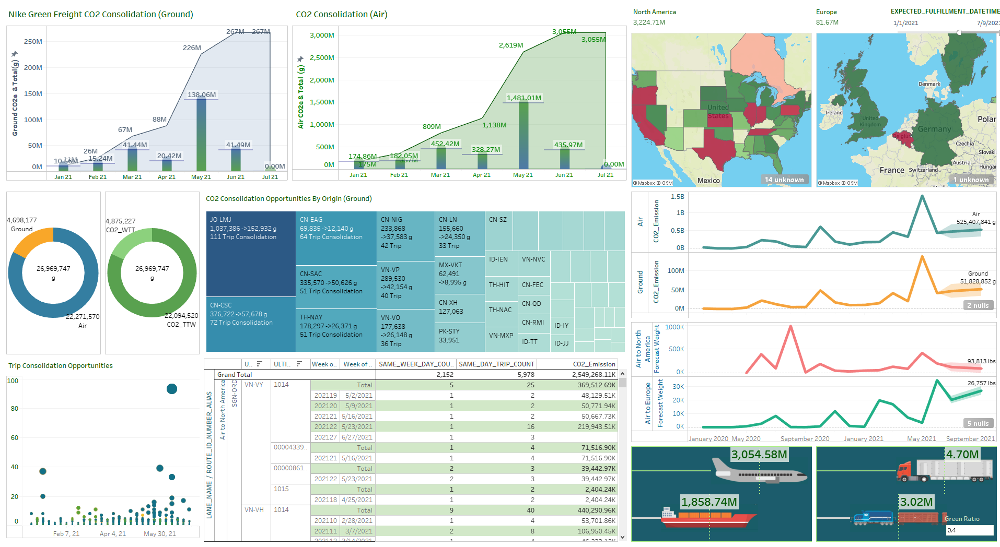 NIke Green Freight CO2 Consolidation (Ground)
Ground CO2e & Total(g)
250M
200M
150M
100M
50M
0M
267M 267M
226M
138.06M
88M
67M
41.44M
41.49M
26M
20.42M
15.24M
11M
10.56M
0.00M
Jan 21 Feb 21 Mar 21 Apr 21 May 21 Jun 21 Jul 21
CO2 Consolidation (Air)
Air CO2e & Total (g)
3,000M
2,500M
2,000M
1,500M
1,000M
500M
0M
3,055M
3,055M
2,619M
1,481.01M
1,138M
809M
452.42M
435.97M
328.27M
182.05M
357M
174.86M
175M
0.00M
Jan 21 Feb 21 Mar 21 Apr 21 May 21 Jun 21 Jul 21
North America
3,224.71M
United States
Mexico
14 unknown
© Mapbox © OSM
Europe
81.67M
EXPECTED_FULFILLMENT_DATETIME
1/1/2021 7/9/2021
Denmark
Ireland
United Kingdom
Polar
Germany
Belgium
Czechia
Slovaki
Austria
Hungar
France
Switzerland
1 unknown
© Mapbox © OSM
4,698,177
Ground
26,969,747
g
22,271,570
Air
4,875,227
CO2_WTT
26,969,747
g
22,094,520
CO2_TTW
CO2 Consolidation Opportunities By Origin (Ground)
JO-LMJ
1,037,386 ->152,932 g
111 Trip Consolidation
CN-CSC
376,722 ->57,678 g
72 Trip Consolidation
CN-EAG
69,835 ->12,140 g
64 Trip Consolidation
CN-SAC
335,570 ->50,626 g
51 Trip Consolidation
TH-NAY
178,297 ->26,371 g
51 Trip Consolidation
CN-NIG
233,868
->37,583 g
42 Trip
VN-VP
289,530
->42,154 g
40 Trip
VN-VO
177,638
->26,148 g
36 Trip
CN-LN
155,660
->24,350 g
33 Trip
MX-VKT
62,491
->8,995 g
CN-XH
127,063
PK-STY
33,951
CN-SZ
ID-IEN
TH-HIT
TH-NAC
VN-MXP
VN-NVC
CN-FEC
CN-QD
CN-RMI
ID-TT
ID-IY
ID-JJ
Air
CO2_Emission
1.5B
1B
0.5B
0B
Air
525,407,841 g
Ground
CO2_Emission
100M
50M
0M
Ground
51,828,852 g
2 nulls
Air to North America
Forecast Weight
1000K
500K
0K
93,813 lbs
Air to Europe
Forecast Weight
30K
20K
10K
0K
26,757 lbs
5 nulls
January 2020 May 2020 September 2020 January 2021 May 2021 September 2021
Trip Consolidation Opportunities
100
80
60
40
20
0
Feb 7, 21 Apr 4, 21 May 30, 21
LANE_NAME / ROUTE_ID_NUMBER_ALIAS
Air to North America
SGN-ORD
U.. ULTI.. Week o.. Week of .. SAME_WEEK_DAY_COU.. SAME_DAY_TRIP_COUNT CO2_Emission
Grand Total 2,152 5,978 2,549,268.11K
VN-VY 1014 Total 5 25 369,512.69K
202119 5/2/2021 1 2 48,129.51K
202120 5/9/2021 1 2 50,771.94K
202121 5/16/2021 1 2 50,667.73K
202122 5/23/2021 1 16 219,943.51K
202127 6/27/2021 1 3
00004339.. Total 1 4 71,516.90K
202121 5/16/2021 1 4 71,516.90K
00000861.. Total 2 3 39,442.97K
202122 5/23/2021 2 3 39,442.97K
1015 Total 1 2 2,404.24K
202118 4/25/2021 1 2 2,404.24K
VN-VH 1014 Total 9 40 440,290.96K
202110 2/28/2021 1 4 53,701.86K
202111 3/7/2021 2 8 106,950.45K
3,054.58M
1,858.74M
4.70M
3.02M
Green Ratio
0.4